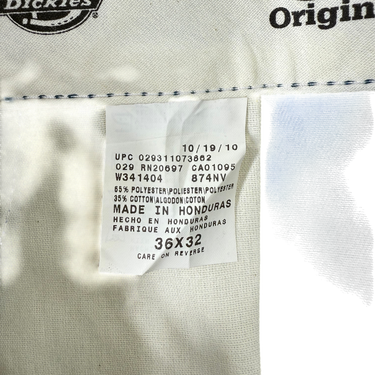 Dickies
Origin
10/19/10
UPC 029311073662
029 RN20697 CA01095
W341404 874NV
65% POLYESTER|POLIESTER|POLYESTER
35% COTTON|ALGODON|COTON
MADE IN HONDURAS
HECHO EN HONDURAS
FABRIQUE AUX HONDURAS
36X32
CARE ON REVERSE